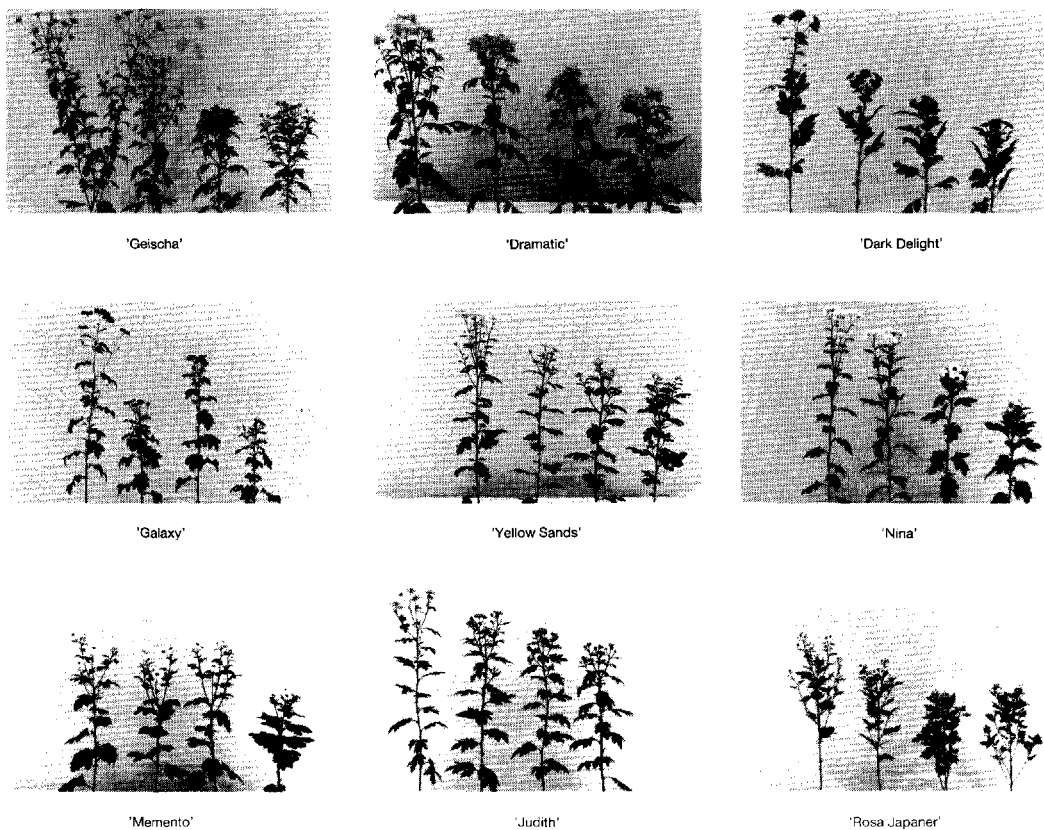 'Geischa'
'Dramatic'
'Dark Delight'
'Galaxy'
'Yellow Sands'
'Nina'
'Memento'
'Judith'
'Rosa Japaner'